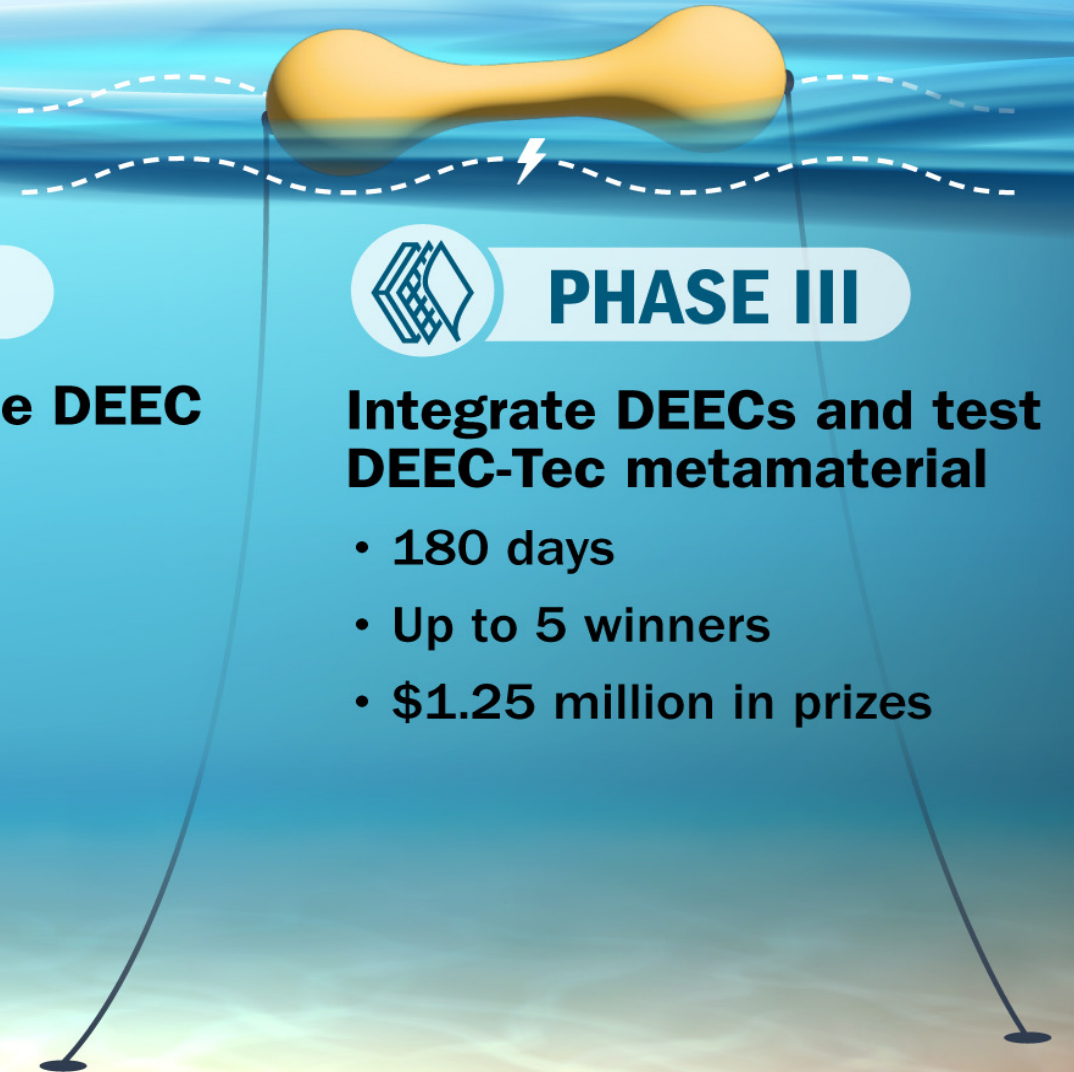 PHASE III
e DEEC
Integrate DEECs and test
DEEC-Tec metamaterial
• 180 days
• Up to 5 winners
• $1.25 million in prizes